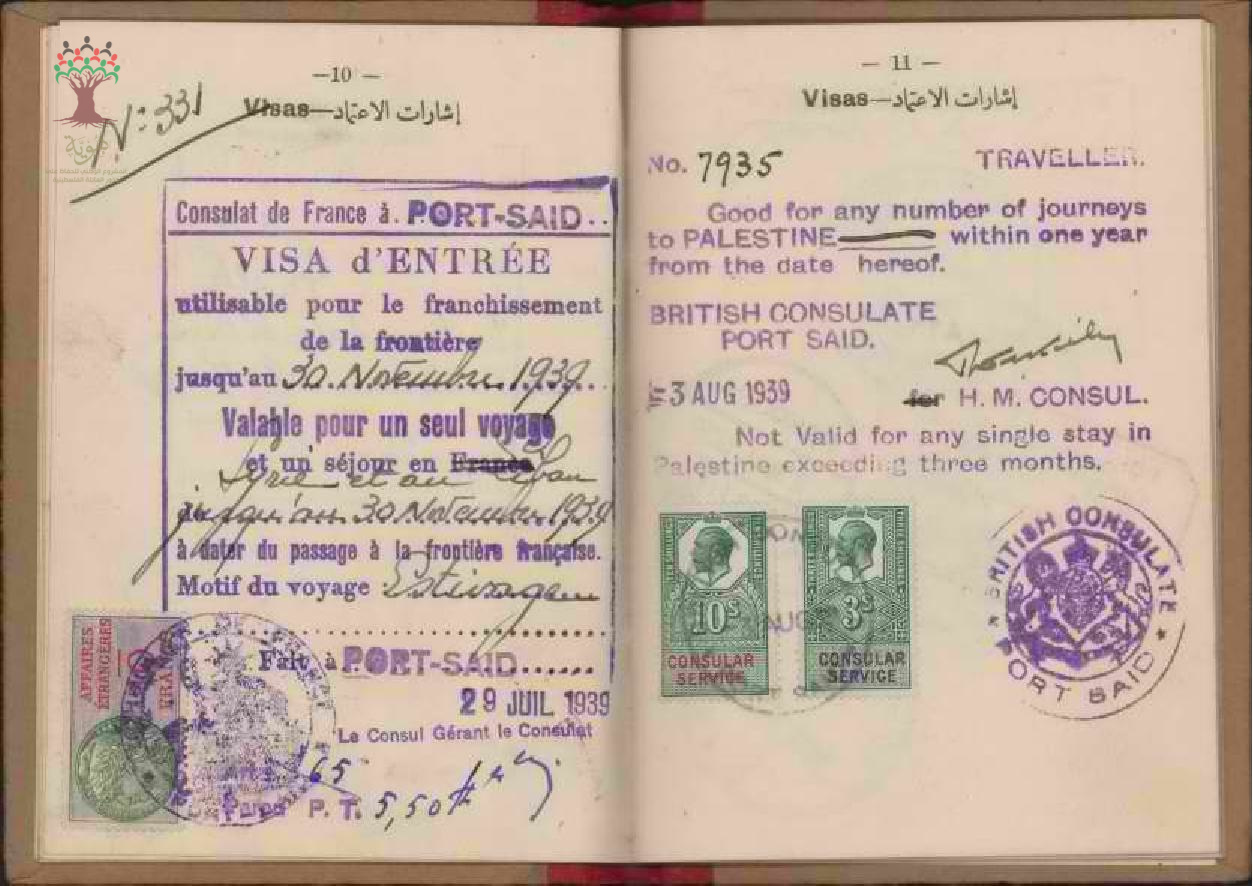 —10—
Visas—إشارات الاعتماد
N: 331
Consulat de France à. PORT-SAID..
VISA d'ENTRÉE
utilisable pour le franchissement
de la frontière
jusqu'au 30 Novembre 1939
Valable pour un seul voyage
et un séjour en France
Syrie et au Liban
jusqu'au 30 Novembre 1939
à dater du passage à la frontière française.
Motif du voyage Estivage
Fait à PORT-SAID......
29 JUIL 1939
Le Consul Gérant le Consulat
AFFAIRES
ETRANGÈRES
65
P. T. 5,50
— 11 —
Visas—إشارات الاعتماد
No. 7935 TRAVELLER.
Good for any number of journeys
to PALESTINE within one year
from the date hereof.
BRITISH CONSULATE
PORT SAID.
3 AUG 1939
for H. M. CONSUL.
Not Valid for any single stay in
Palestine exceeding three months.
10s
CONSULAR
SERVICE
3s
CONSULAR
SERVICE
BRITISH CONSULATE
PORT SAID